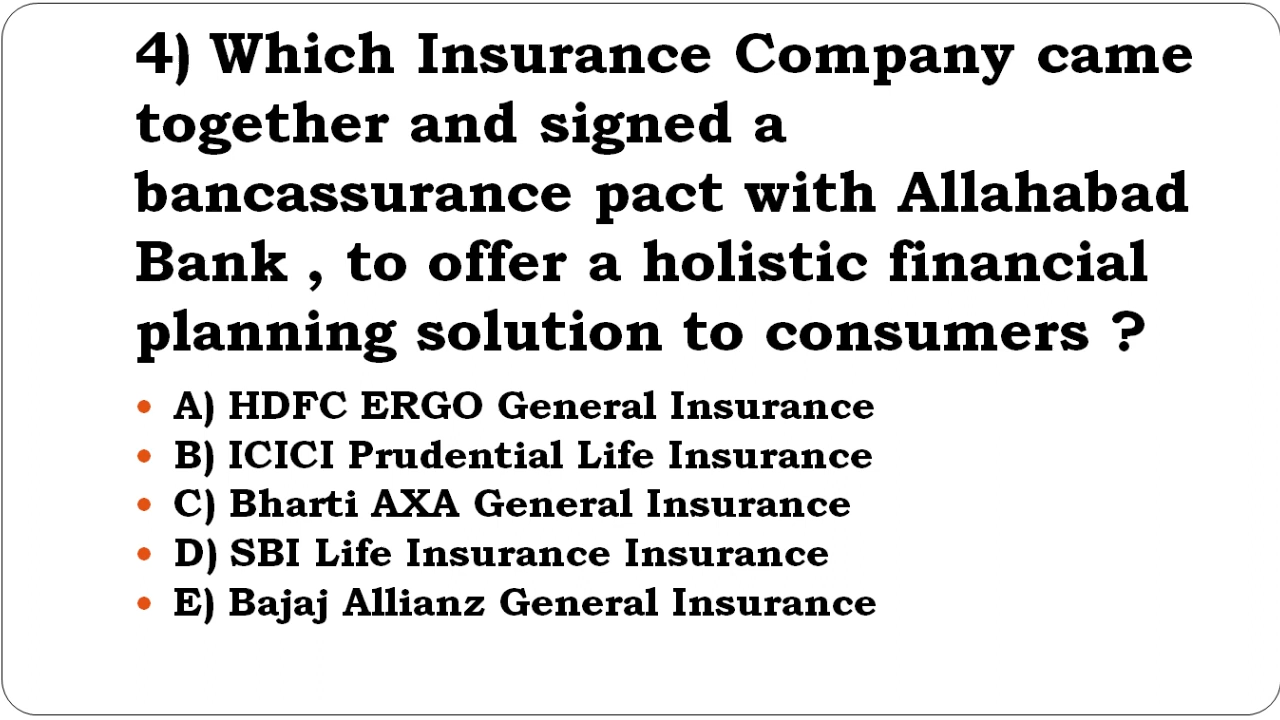 4) Which Insurance Company came
together and signed a
bancassurance pact with Allahabad
Bank , to offer a holistic financial
planning solution to consumers ?
• A) HDFC ERGO General Insurance
• B) ICICI Prudential Life Insurance
• C) Bharti AXA General Insurance
• D) SBI Life Insurance Insurance
• E) Bajaj Allianz General Insurance